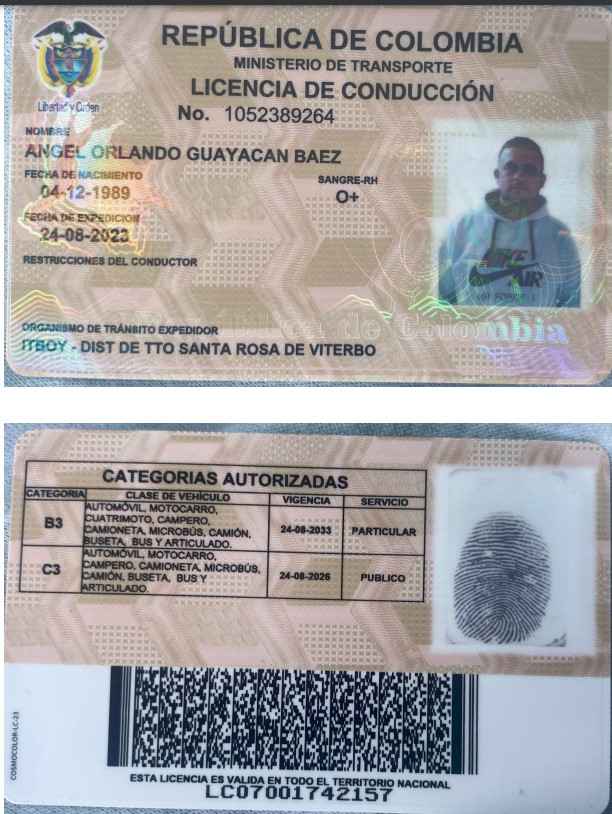 REPÚBLICA DE COLOMBIA
MINISTERIO DE TRANSPORTE
LICENCIA DE CONDUCCIÓN
Libertad y Orden
No. 1052389264
NOMBRE
ANGEL ORLANDO GUAYACAN BAEZ
FECHA DE NACIMIENTO
04-12-1989
SANGRE-RH
O+
FECHA DE EXPEDICION
24-08-2023
RESTRICCIONES DEL CONDUCTOR
NIKE
AIR
de Colombia
ORGANISMO DE TRÁNSITO EXPEDIDOR
ITBOY - DIST DE TTO SANTA ROSA DE VITERBO
CATEGORIAS AUTORIZADAS
CATEGORIA CLASE DE VEHÍCULO VIGENCIA SERVICIO
B3 AUTOMÓVIL, MOTOCARRO,
CUATRIMOTO, CAMPERO,
CAMIONETA, MICROBÚS, CAMIÓN,
BUSETA, BUS Y ARTICULADO.
24-08-2033 PARTICULAR
C3 AUTOMÓVIL, MOTOCARRO,
CAMPERO, CAMIONETA, MICROBÚS,
CAMIÓN, BUSETA, BUS Y
ARTICULADO.
24-08-2026 PUBLICO
COSMOCOLOR-LC-23
ESTA LICENCIA ES VALIDA EN TODO EL TERRITORIO NACIONAL
LC07001742157